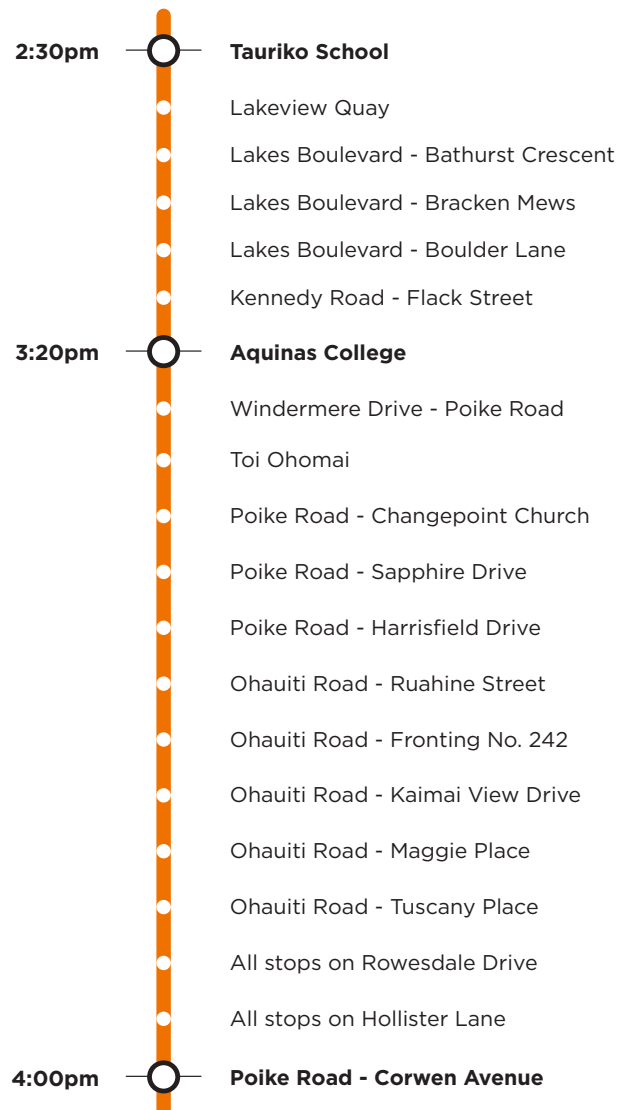 2:30pm Tauriko School
Lakeview Quay
Lakes Boulevard - Bathurst Crescent
Lakes Boulevard - Bracken Mews
Lakes Boulevard - Boulder Lane
Kennedy Road - Flack Street
3:20pm Aquinas College
Windermere Drive - Poike Road
Toi Ohomai
Poike Road - Changepoint Church
Poike Road - Sapphire Drive
Poike Road - Harrisfield Drive
Ohauiti Road - Ruahine Street
Ohauiti Road - Fronting No. 242
Ohauiti Road - Kaimai View Drive
Ohauiti Road - Maggie Place
Ohauiti Road - Tuscany Place
All stops on Rowesdale Drive
All stops on Hollister Lane
4:00pm Poike Road - Corwen Avenue